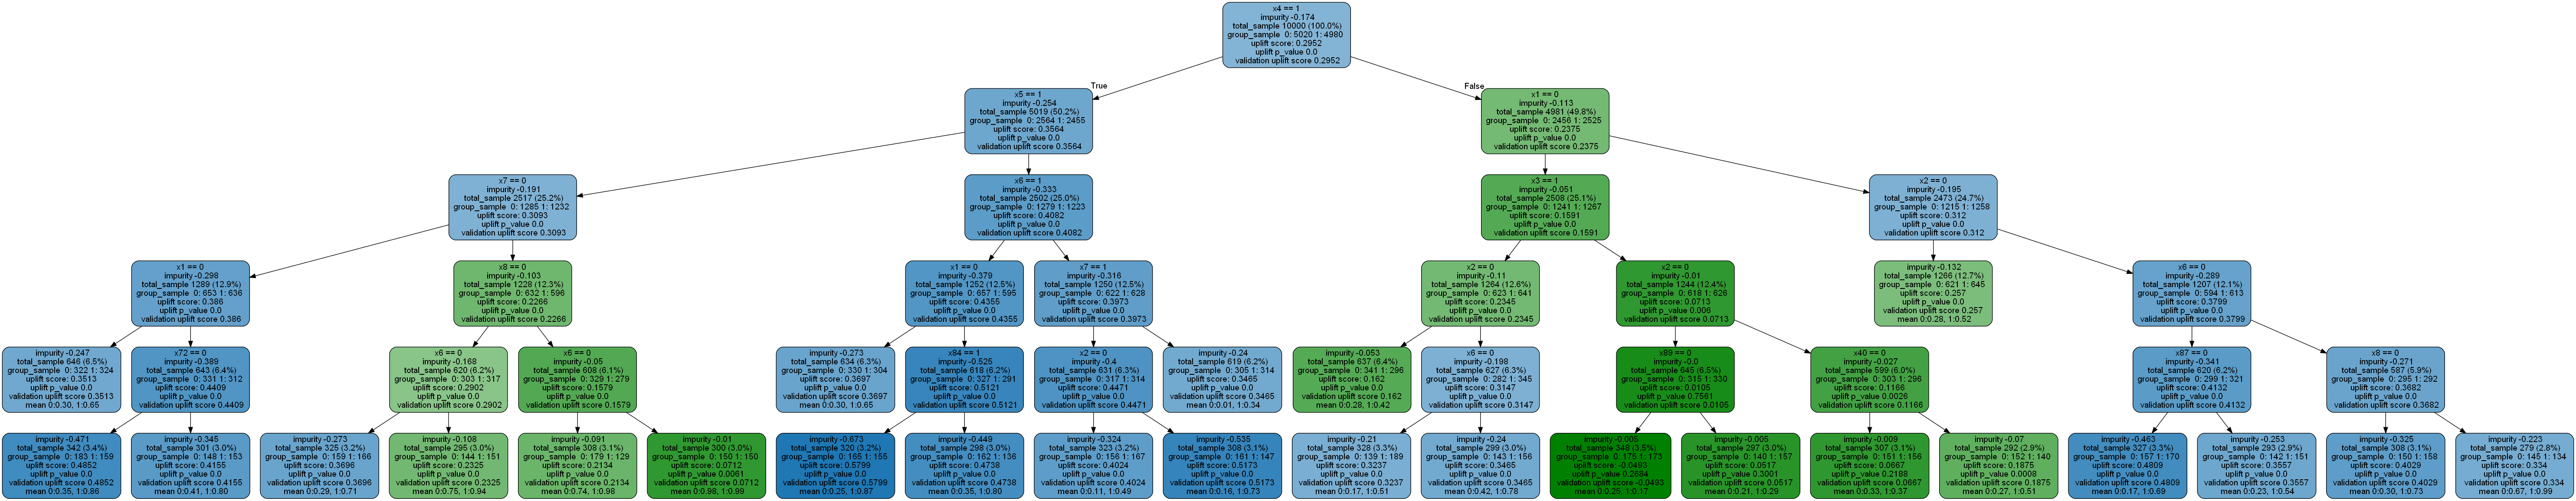 x4 == 1
impurity -0.174
total_sample 10000 (100.0%)
group_sample 0: 5020 1: 4980
uplift score: 0.2952
uplift p_value 0.0
validation uplift score 0.2952
True
False
x5 == 1
impurity -0.254
total_sample 5019 (50.2%)
group_sample 0: 2564 1: 2455
uplift score: 0.3564
uplift p_value 0.0
validation uplift score 0.3564
x1 == 0
impurity -0.113
total_sample 4981 (49.8%)
group_sample 0: 2456 1: 2525
uplift score: 0.2375
uplift p_value 0.0
validation uplift score 0.2375
x7 == 0
impurity -0.191
total_sample 2517 (25.2%)
group_sample 0: 1285 1: 1232
uplift score: 0.3093
uplift p_value 0.0
validation uplift score 0.3093
x6 == 1
impurity -0.333
total_sample 2502 (25.0%)
group_sample 0: 1279 1: 1223
uplift score: 0.4082
uplift p_value 0.0
validation uplift score 0.4082
x3 == 1
impurity -0.051
total_sample 2508 (25.1%)
group_sample 0: 1241 1: 1267
uplift score: 0.1591
uplift p_value 0.0
validation uplift score 0.1591
x2 == 0
impurity -0.195
total_sample 2473 (24.7%)
group_sample 0: 1215 1: 1258
uplift score: 0.312
uplift p_value 0.0
validation uplift score 0.312
x1 == 0
impurity -0.298
total_sample 1289 (12.9%)
group_sample 0: 653 1: 636
uplift score: 0.386
uplift p_value 0.0
validation uplift score 0.386
x8 == 0
impurity -0.103
total_sample 1228 (12.3%)
group_sample 0: 632 1: 596
uplift score: 0.2266
uplift p_value 0.0
validation uplift score 0.2266
x1 == 0
impurity -0.379
total_sample 1252 (12.5%)
group_sample 0: 657 1: 595
uplift score: 0.4355
uplift p_value 0.0
validation uplift score 0.4355
x7 == 1
impurity -0.316
total_sample 1250 (12.5%)
group_sample 0: 622 1: 628
uplift score: 0.3973
uplift p_value 0.0
validation uplift score 0.3973
x2 == 0
impurity -0.11
total_sample 1264 (12.6%)
group_sample 0: 623 1: 641
uplift score: 0.2345
uplift p_value 0.0
validation uplift score 0.2345
x2 == 0
impurity -0.01
total_sample 1244 (12.4%)
group_sample 0: 618 1: 626
uplift score: 0.0713
uplift p_value 0.006
validation uplift score 0.0713
impurity -0.132
total_sample 1266 (12.7%)
group_sample 0: 621 1: 645
uplift score: 0.257
uplift p_value 0.0
validation uplift score 0.257
mean 0:0.28, 1:0.52
x6 == 0
impurity -0.289
total_sample 1207 (12.1%)
group_sample 0: 594 1: 613
uplift score: 0.3799
uplift p_value 0.0
validation uplift score 0.3799
impurity -0.247
total_sample 646 (6.5%)
group_sample 0: 322 1: 324
uplift score: 0.3513
uplift p_value 0.0
validation uplift score 0.3513
mean 0:0.30, 1:0.65
x72 == 0
impurity -0.389
total_sample 643 (6.4%)
group_sample 0: 331 1: 312
uplift score: 0.4409
uplift p_value 0.0
validation uplift score 0.4409
x6 == 0
impurity -0.168
total_sample 620 (6.2%)
group_sample 0: 303 1: 317
uplift score: 0.2902
uplift p_value 0.0
validation uplift score 0.2902
x6 == 0
impurity -0.05
total_sample 608 (6.1%)
group_sample 0: 329 1: 279
uplift score: 0.1579
uplift p_value 0.0
validation uplift score 0.1579
impurity -0.273
total_sample 634 (6.3%)
group_sample 0: 330 1: 304
uplift score: 0.3697
uplift p_value 0.0
validation uplift score 0.3697
mean 0:0.30, 1:0.65
x84 == 1
impurity -0.525
total_sample 618 (6.2%)
group_sample 0: 327 1: 291
uplift score: 0.5121
uplift p_value 0.0
validation uplift score 0.5121
x2 == 0
impurity -0.4
total_sample 631 (6.3%)
group_sample 0: 317 1: 314
uplift score: 0.4471
uplift p_value 0.0
validation uplift score 0.4471
impurity -0.24
total_sample 619 (6.2%)
group_sample 0: 305 1: 314
uplift score: 0.3465
uplift p_value 0.0
validation uplift score 0.3465
mean 0:0.01, 1:0.34
impurity -0.053
total_sample 637 (6.4%)
group_sample 0: 341 1: 296
uplift score: 0.162
uplift p_value 0.0
validation uplift score 0.162
mean 0:0.28, 1:0.42
x6 == 0
impurity -0.198
total_sample 627 (6.3%)
group_sample 0: 282 1: 345
uplift score: 0.3147
uplift p_value 0.0
validation uplift score 0.3147
x89 == 0
impurity -0.0
total_sample 645 (6.5%)
group_sample 0: 315 1: 330
uplift score: 0.0105
uplift p_value 0.7561
validation uplift score 0.0105
x40 == 0
impurity -0.027
total_sample 599 (6.0%)
group_sample 0: 303 1: 296
uplift score: 0.1166
uplift p_value 0.0026
validation uplift score 0.1166
x87 == 0
impurity -0.341
total_sample 620 (6.2%)
group_sample 0: 299 1: 321
uplift score: 0.4132
uplift p_value 0.0
validation uplift score 0.4132
x8 == 0
impurity -0.271
total_sample 587 (5.9%)
group_sample 0: 295 1: 292
uplift score: 0.3682
uplift p_value 0.0
validation uplift score 0.3682
impurity -0.471
total_sample 342 (3.4%)
group_sample 0: 183 1: 159
uplift score: 0.4852
uplift p_value 0.0
validation uplift score 0.4852
mean 0:0.35, 1:0.86
impurity -0.345
total_sample 301 (3.0%)
group_sample 0: 148 1: 153
uplift score: 0.4155
uplift p_value 0.0
validation uplift score 0.4155
mean 0:0.41, 1:0.80
impurity -0.273
total_sample 325 (3.2%)
group_sample 0: 159 1: 166
uplift score: 0.3696
uplift p_value 0.0
validation uplift score 0.3696
mean 0:0.29, 1:0.71
impurity -0.108
total_sample 295 (3.0%)
group_sample 0: 144 1: 151
uplift score: 0.2325
uplift p_value 0.0
validation uplift score 0.2325
mean 0:0.75, 1:0.94
impurity -0.091
total_sample 308 (3.1%)
group_sample 0: 179 1: 129
uplift score: 0.2134
uplift p_value 0.0
validation uplift score 0.2134
mean 0:0.74, 1:0.98
impurity -0.01
total_sample 300 (3.0%)
group_sample 0: 150 1: 150
uplift score: 0.0712
uplift p_value 0.0061
validation uplift score 0.0712
mean 0:0.98, 1:0.99
impurity -0.673
total_sample 320 (3.2%)
group_sample 0: 165 1: 155
uplift score: 0.5799
uplift p_value 0.0
validation uplift score 0.5799
mean 0:0.25, 1:0.87
impurity -0.449
total_sample 298 (3.0%)
group_sample 0: 162 1: 136
uplift score: 0.4738
uplift p_value 0.0
validation uplift score 0.4738
mean 0:0.35, 1:0.80
impurity -0.324
total_sample 323 (3.2%)
group_sample 0: 156 1: 167
uplift score: 0.4024
uplift p_value 0.0
validation uplift score 0.4024
mean 0:0.11, 1:0.49
impurity -0.535
total_sample 308 (3.1%)
group_sample 0: 161 1: 147
uplift score: 0.5173
uplift p_value 0.0
validation uplift score 0.5173
mean 0:0.16, 1:0.73
impurity -0.21
total_sample 328 (3.3%)
group_sample 0: 139 1: 189
uplift score: 0.3237
uplift p_value 0.0
validation uplift score 0.3237
mean 0:0.17, 1:0.51
impurity -0.24
total_sample 299 (3.0%)
group_sample 0: 143 1: 156
uplift score: 0.3465
uplift p_value 0.0
validation uplift score 0.3465
mean 0:0.42, 1:0.78
impurity -0.005
total_sample 348 (3.5%)
group_sample 0: 175 1: 173
uplift score: -0.0493
uplift p_value 0.2684
validation uplift score -0.0493
mean 0:0.25, 1:0.17
impurity -0.005
total_sample 297 (3.0%)
group_sample 0: 140 1: 157
uplift score: 0.0517
uplift p_value 0.3001
validation uplift score 0.0517
mean 0:0.21, 1:0.29
impurity -0.009
total_sample 307 (3.1%)
group_sample 0: 151 1: 156
uplift score: 0.0667
uplift p_value 0.2188
validation uplift score 0.0667
mean 0:0.33, 1:0.37
impurity -0.07
total_sample 292 (2.9%)
group_sample 0: 152 1: 140
uplift score: 0.1875
uplift p_value 0.0008
validation uplift score 0.1875
mean 0:0.27, 1:0.51
impurity -0.463
total_sample 327 (3.3%)
group_sample 0: 157 1: 170
uplift score: 0.4809
uplift p_value 0.0
validation uplift score 0.4809
mean 0:0.17, 1:0.69
impurity -0.253
total_sample 293 (2.9%)
group_sample 0: 142 1: 151
uplift score: 0.3557
uplift p_value 0.0
validation uplift score 0.3557
mean 0:0.23, 1:0.54
impurity -0.325
total_sample 308 (3.1%)
group_sample 0: 150 1: 158
uplift score: 0.4029
uplift p_value 0.0
validation uplift score 0.4029
mean 0:0.30, 1:0.73
impurity -0.223
total_sample 279 (2.8%)
group_sample 0: 145 1: 134
uplift score: 0.334
uplift p_value 0.0
validation uplift score 0.334
mean 0:0.67, 1:0.99